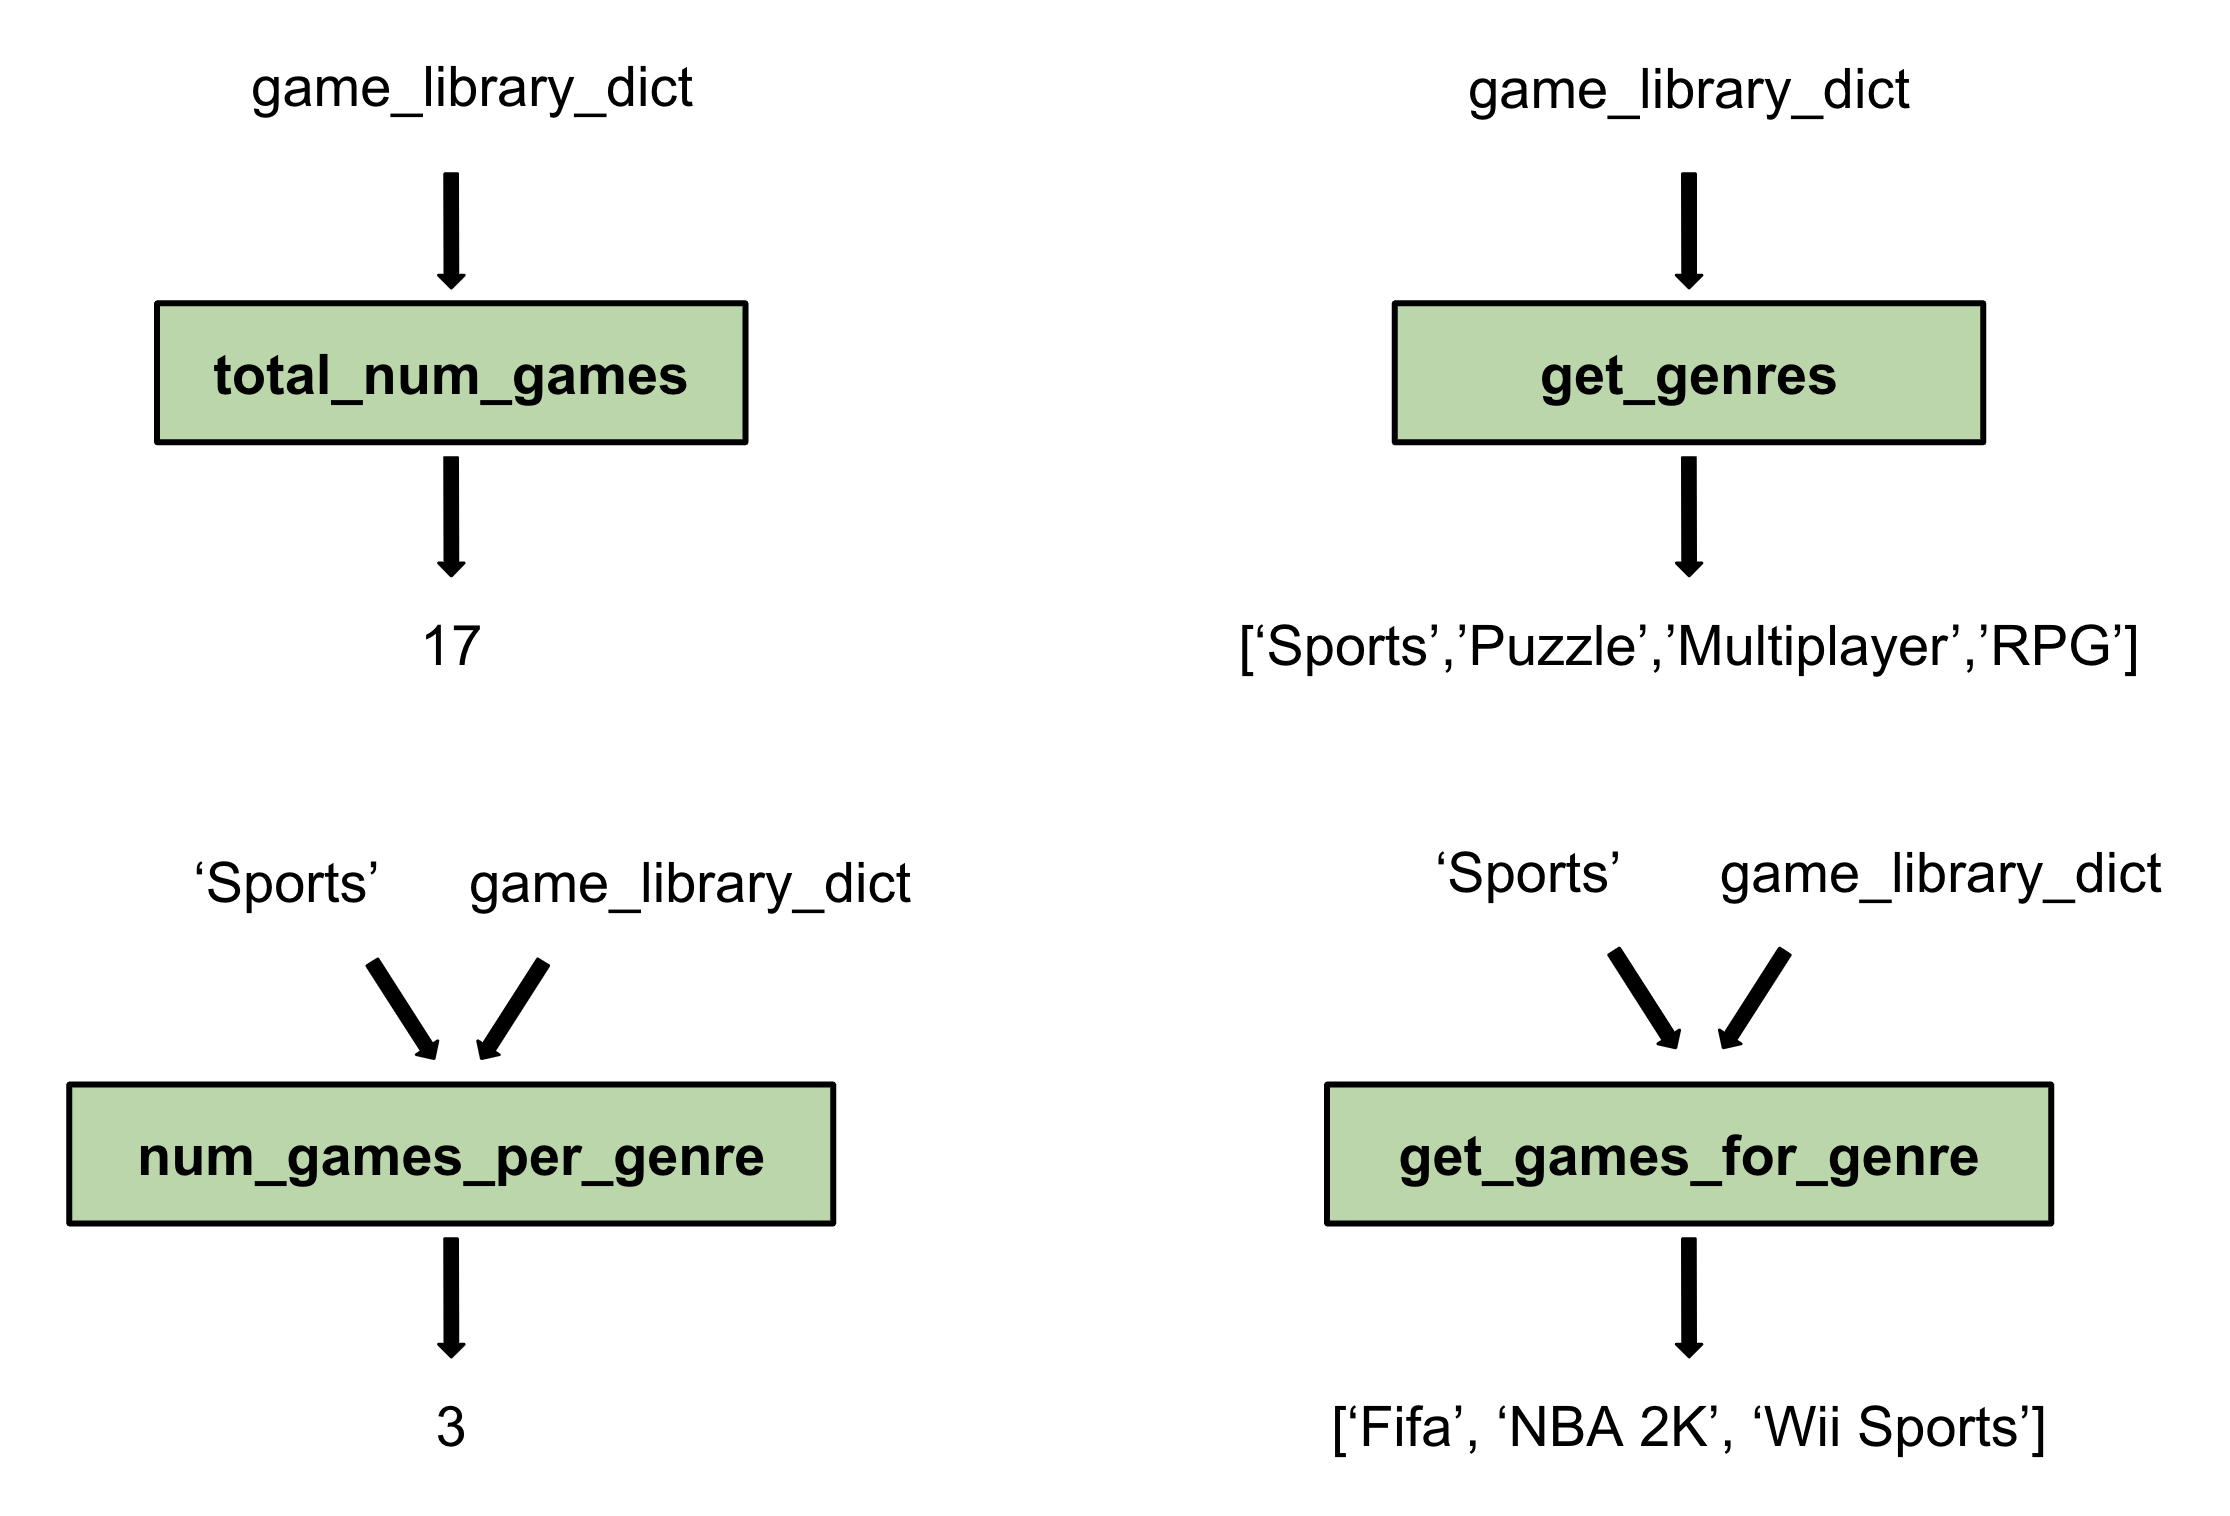 game_library_dict
total_num_games
17
game_library_dict
get_genres
[‘Sports’,’Puzzle’,’Multiplayer’,’RPG’]
‘Sports’ game_library_dict
num_games_per_genre
3
‘Sports’ game_library_dict
get_games_for_genre
[‘Fifa’, ‘NBA 2K’, ‘Wii Sports’]